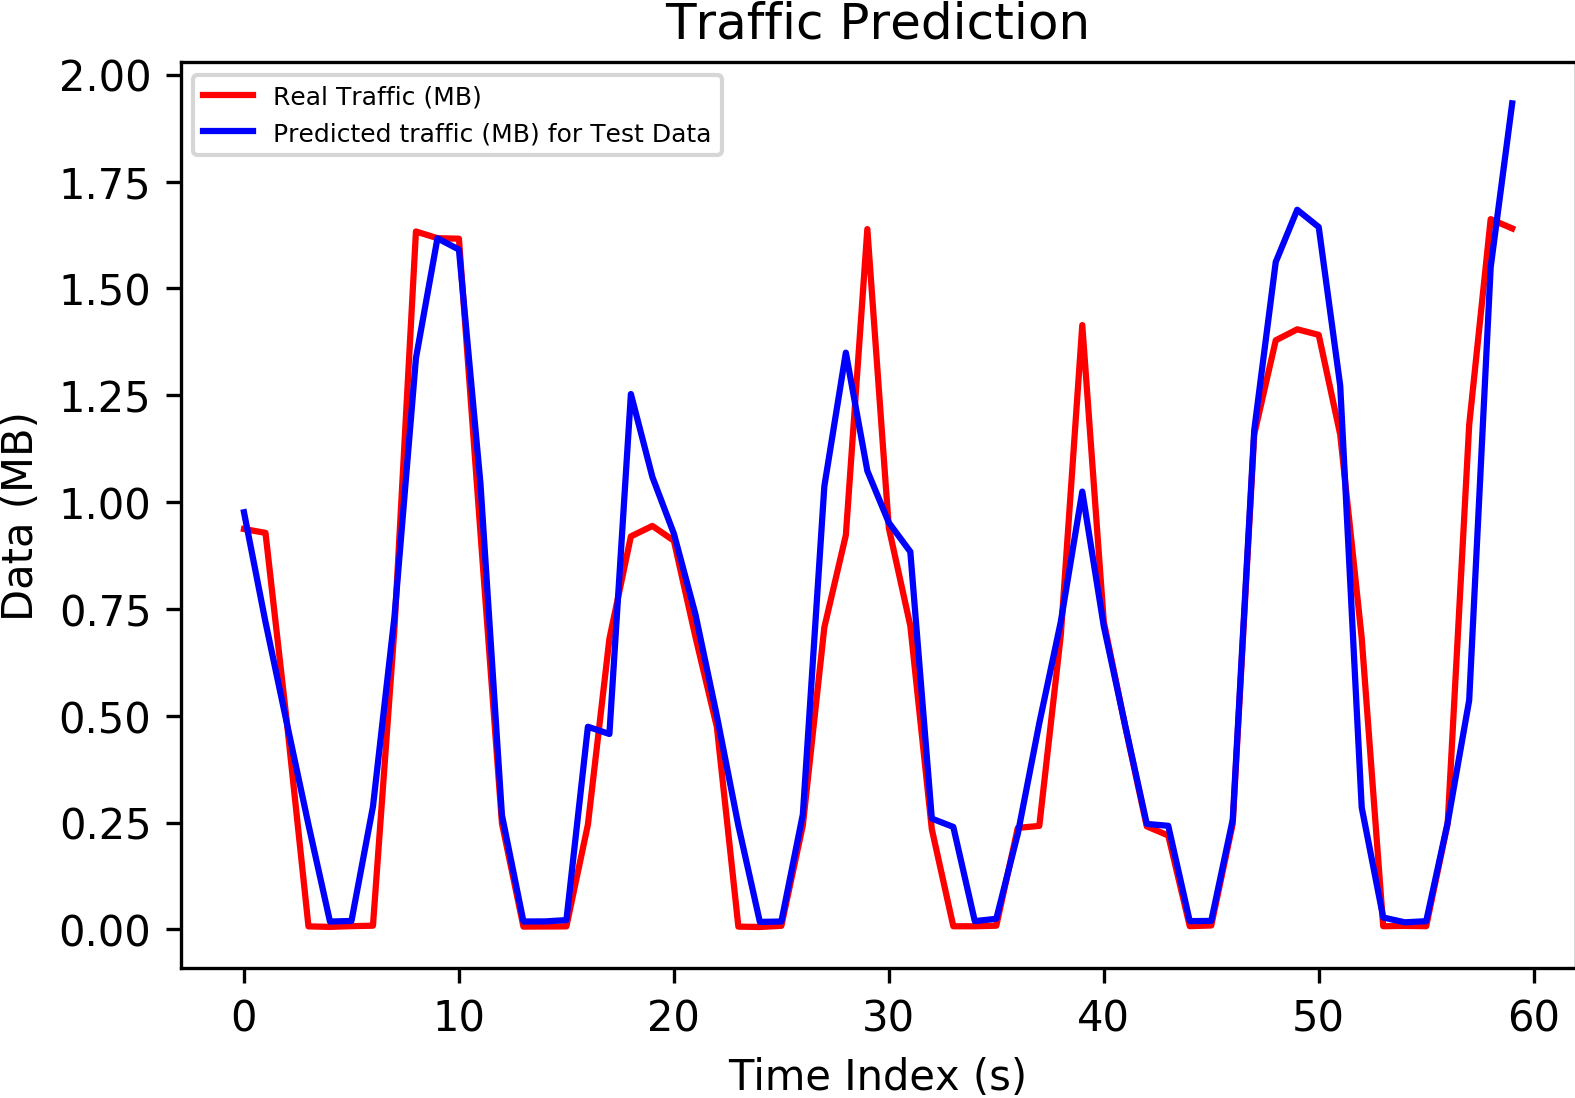 Traffic Prediction
Real Traffic (MB)
Predicted traffic (MB) for Test Data
2.00
1.75
1.50
1.25
1.00
0.75
0.50
0.25
0.00
Data (MB)
0 10 20 30 40 50 60
Time Index (s)